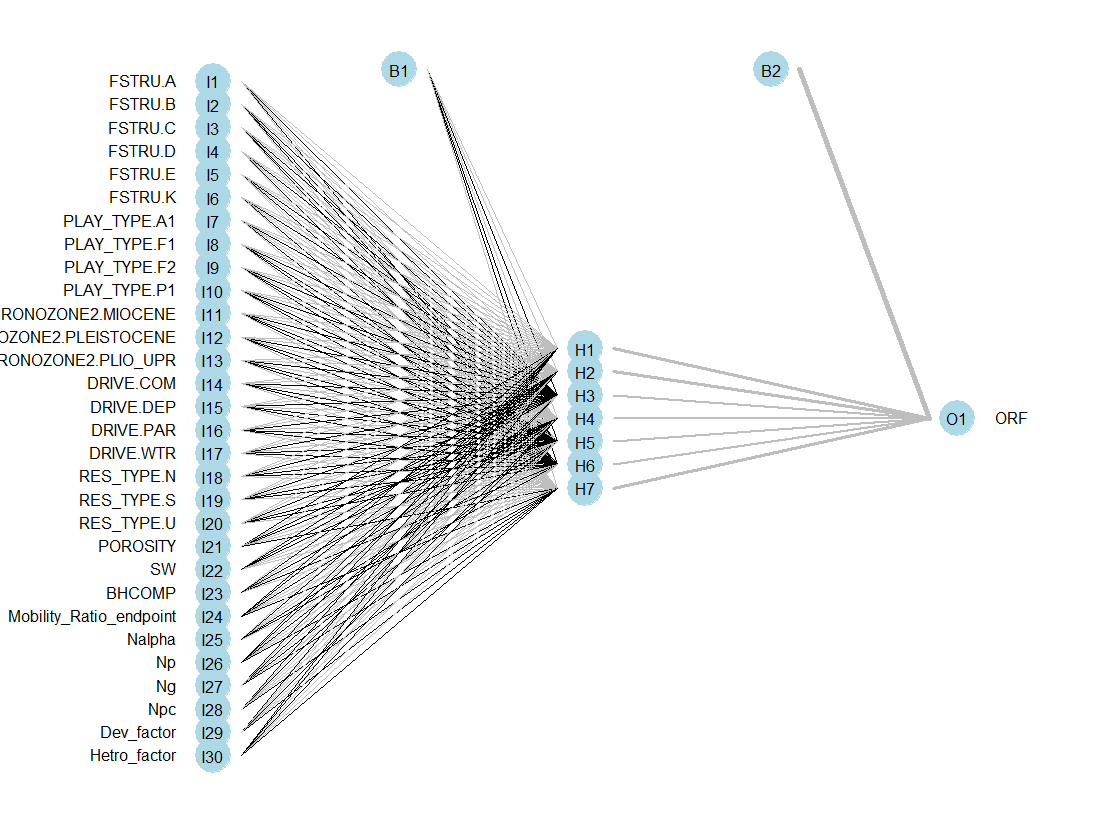 B1
B2
FSTRU.A I1
FSTRU.B I2
FSTRU.C I3
FSTRU.D I4
FSTRU.E I5
FSTRU.K I6
PLAY_TYPE.A1 I7
PLAY_TYPE.F1 I8
PLAY_TYPE.F2 I9
PLAY_TYPE.P1 I10
RONOZONE2.MIOCENE I11
OZONE2.PLEISTOCENE I12
RONOZONE2.PLIO_UPR I13
DRIVE.COM I14
DRIVE.DEP I15
DRIVE.PAR I16
DRIVE.WTR I17
RES_TYPE.N I18
RES_TYPE.S I19
RES_TYPE.U I20
POROSITY I21
SW I22
BHCOMP I23
Mobility_Ratio_endpoint I24
Nalpha I25
Np I26
Ng I27
Npc I28
Dev_factor I29
Hetro_factor I30
H1
H2
H3
H4
H5
H6
H7
O1 ORF